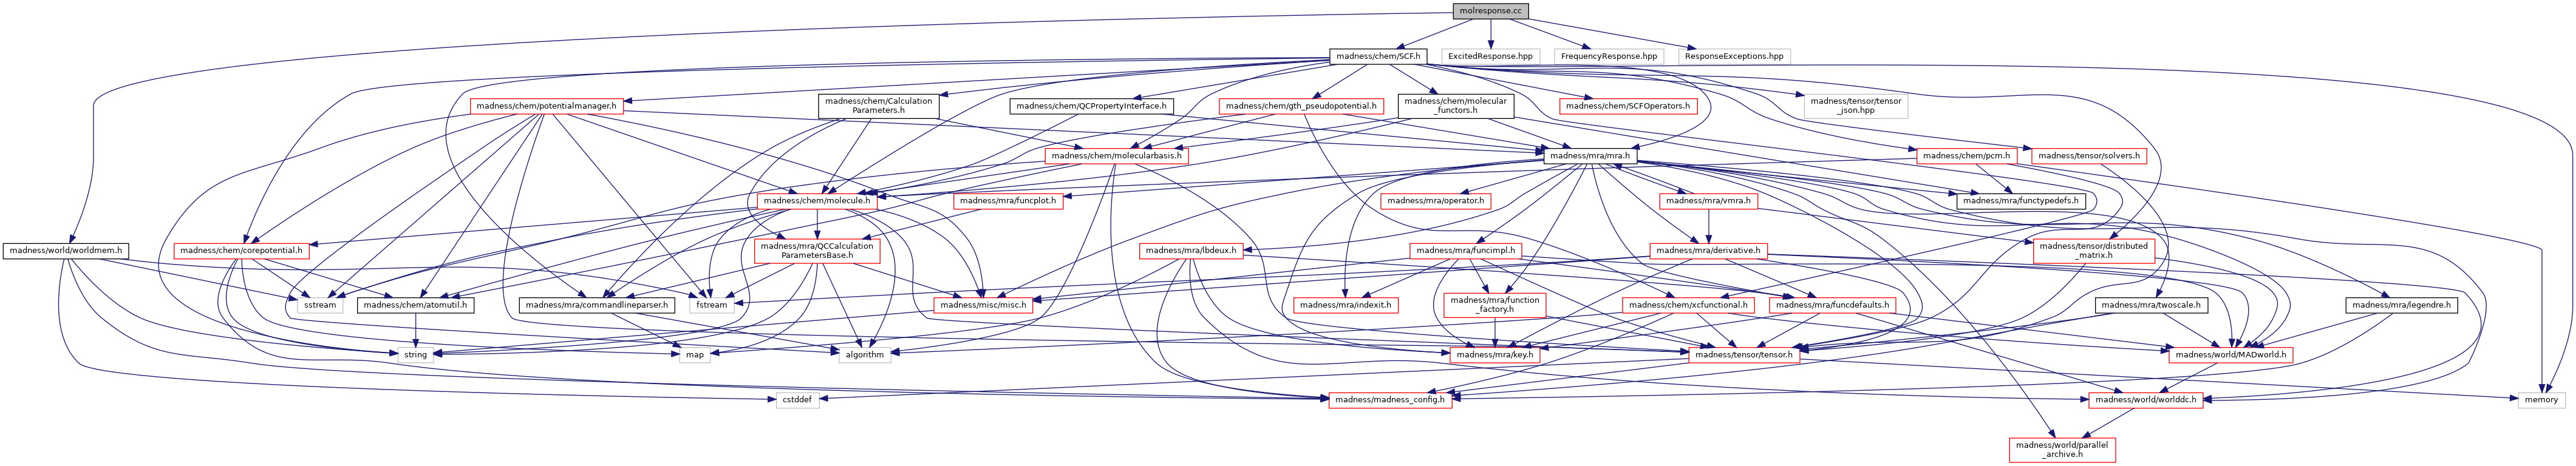 molresponse.cc
madness/chem/SCF.h
ExcitedResponse.hpp
FrequencyResponse.hpp
ResponseExceptions.hpp
madness/chem/potentialmanager.h
madness/chem/Calculation
Parameters.h
madness/chem/QCPropertyInterface.h
madness/chem/gth_pseudopotential.h
madness/chem/molecular
_functors.h
madness/chem/SCFOperators.h
madness/tensor/tensor
_json.hpp
madness/chem/molecularbasis.h
madness/mra/mra.h
madness/chem/pcm.h
madness/tensor/solvers.h
madness/chem/molecule.h
madness/mra/funcplot.h
madness/mra/operator.h
madness/mra/vmra.h
madness/mra/functypedefs.h
madness/world/worldmem.h
madness/chem/corepotential.h
madness/mra/QCCalculation
ParametersBase.h
madness/mra/lbdeux.h
madness/mra/funcimpl.h
madness/mra/derivative.h
madness/tensor/distributed
_matrix.h
sstream
madness/chem/atomutil.h
madness/mra/commandlineparser.h
fstream
madness/misc/misc.h
madness/mra/indexit.h
madness/mra/function
_factory.h
madness/chem/xcfunctional.h
madness/mra/funcdefaults.h
madness/mra/twoscale.h
madness/mra/legendre.h
string
map
algorithm
madness/mra/key.h
madness/tensor/tensor.h
madness/world/MADworld.h
cstddef
madness/madness_config.h
madness/world/worlddc.h
memory
madness/world/parallel
_archive.h